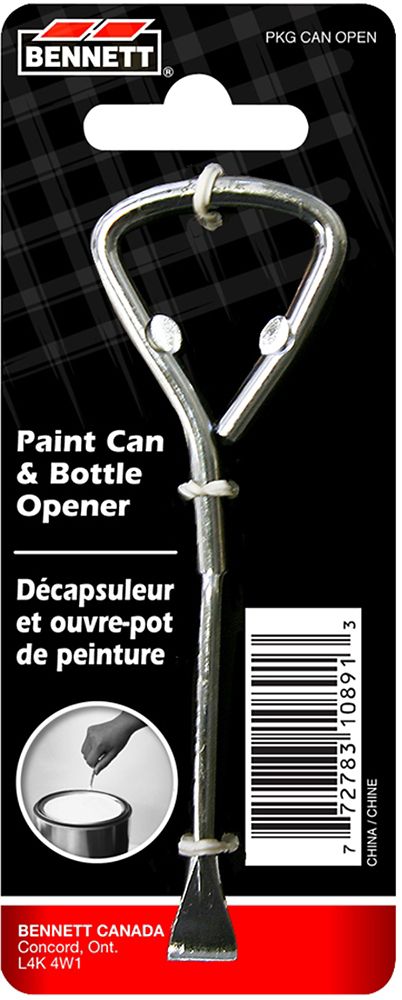 BENNETT®
PKG CAN OPEN
Paint Can
& Bottle
Opener
Décapsuleur
et ouvre-pot
de peinture
7 72783 10891 3
CHINA / CHINE
BENNETT CANADA
Concord, Ont.
L4K 4W1